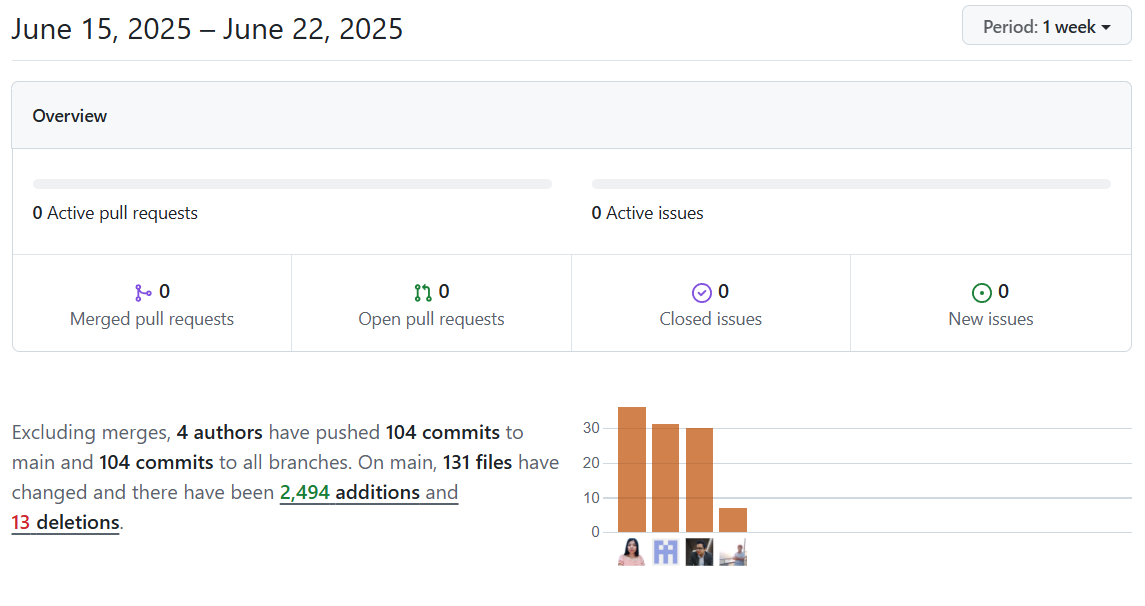 June 15, 2025 – June 22, 2025
Period: 1 week
Overview
0 Active pull requests
0 Active issues
0
Merged pull requests
0
Open pull requests
0
Closed issues
0
New issues
Excluding merges, 4 authors have pushed 104 commits to
main and 104 commits to all branches. On main, 131 files have
changed and there have been 2,494 additions and
13 deletions.
30
20
10
0